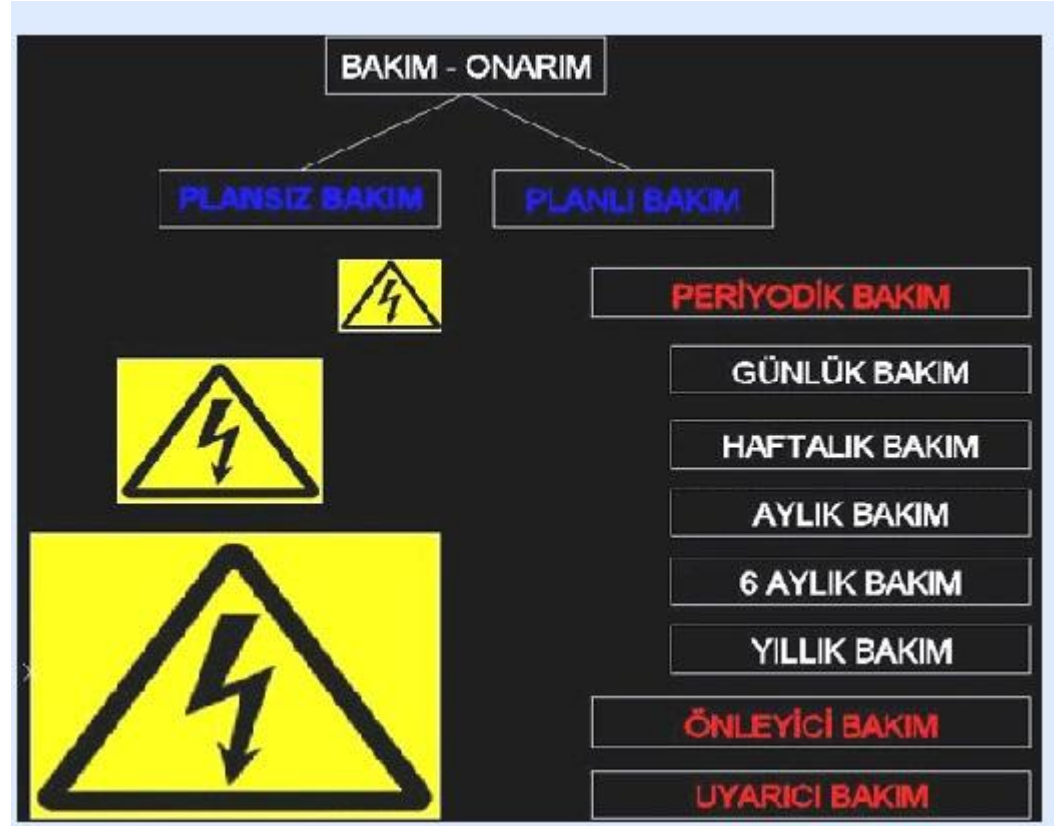 BAKIM - ONARIM
PLANSIZ BAKIM
PLANLI BAKIM
PERİYODİK BAKIM
GÜNLÜK BAKIM
HAFTALIK BAKIM
AYLIK BAKIM
6 AYLIK BAKIM
YILLIK BAKIM
ÖNLEYİCİ BAKIM
UYARICI BAKIM